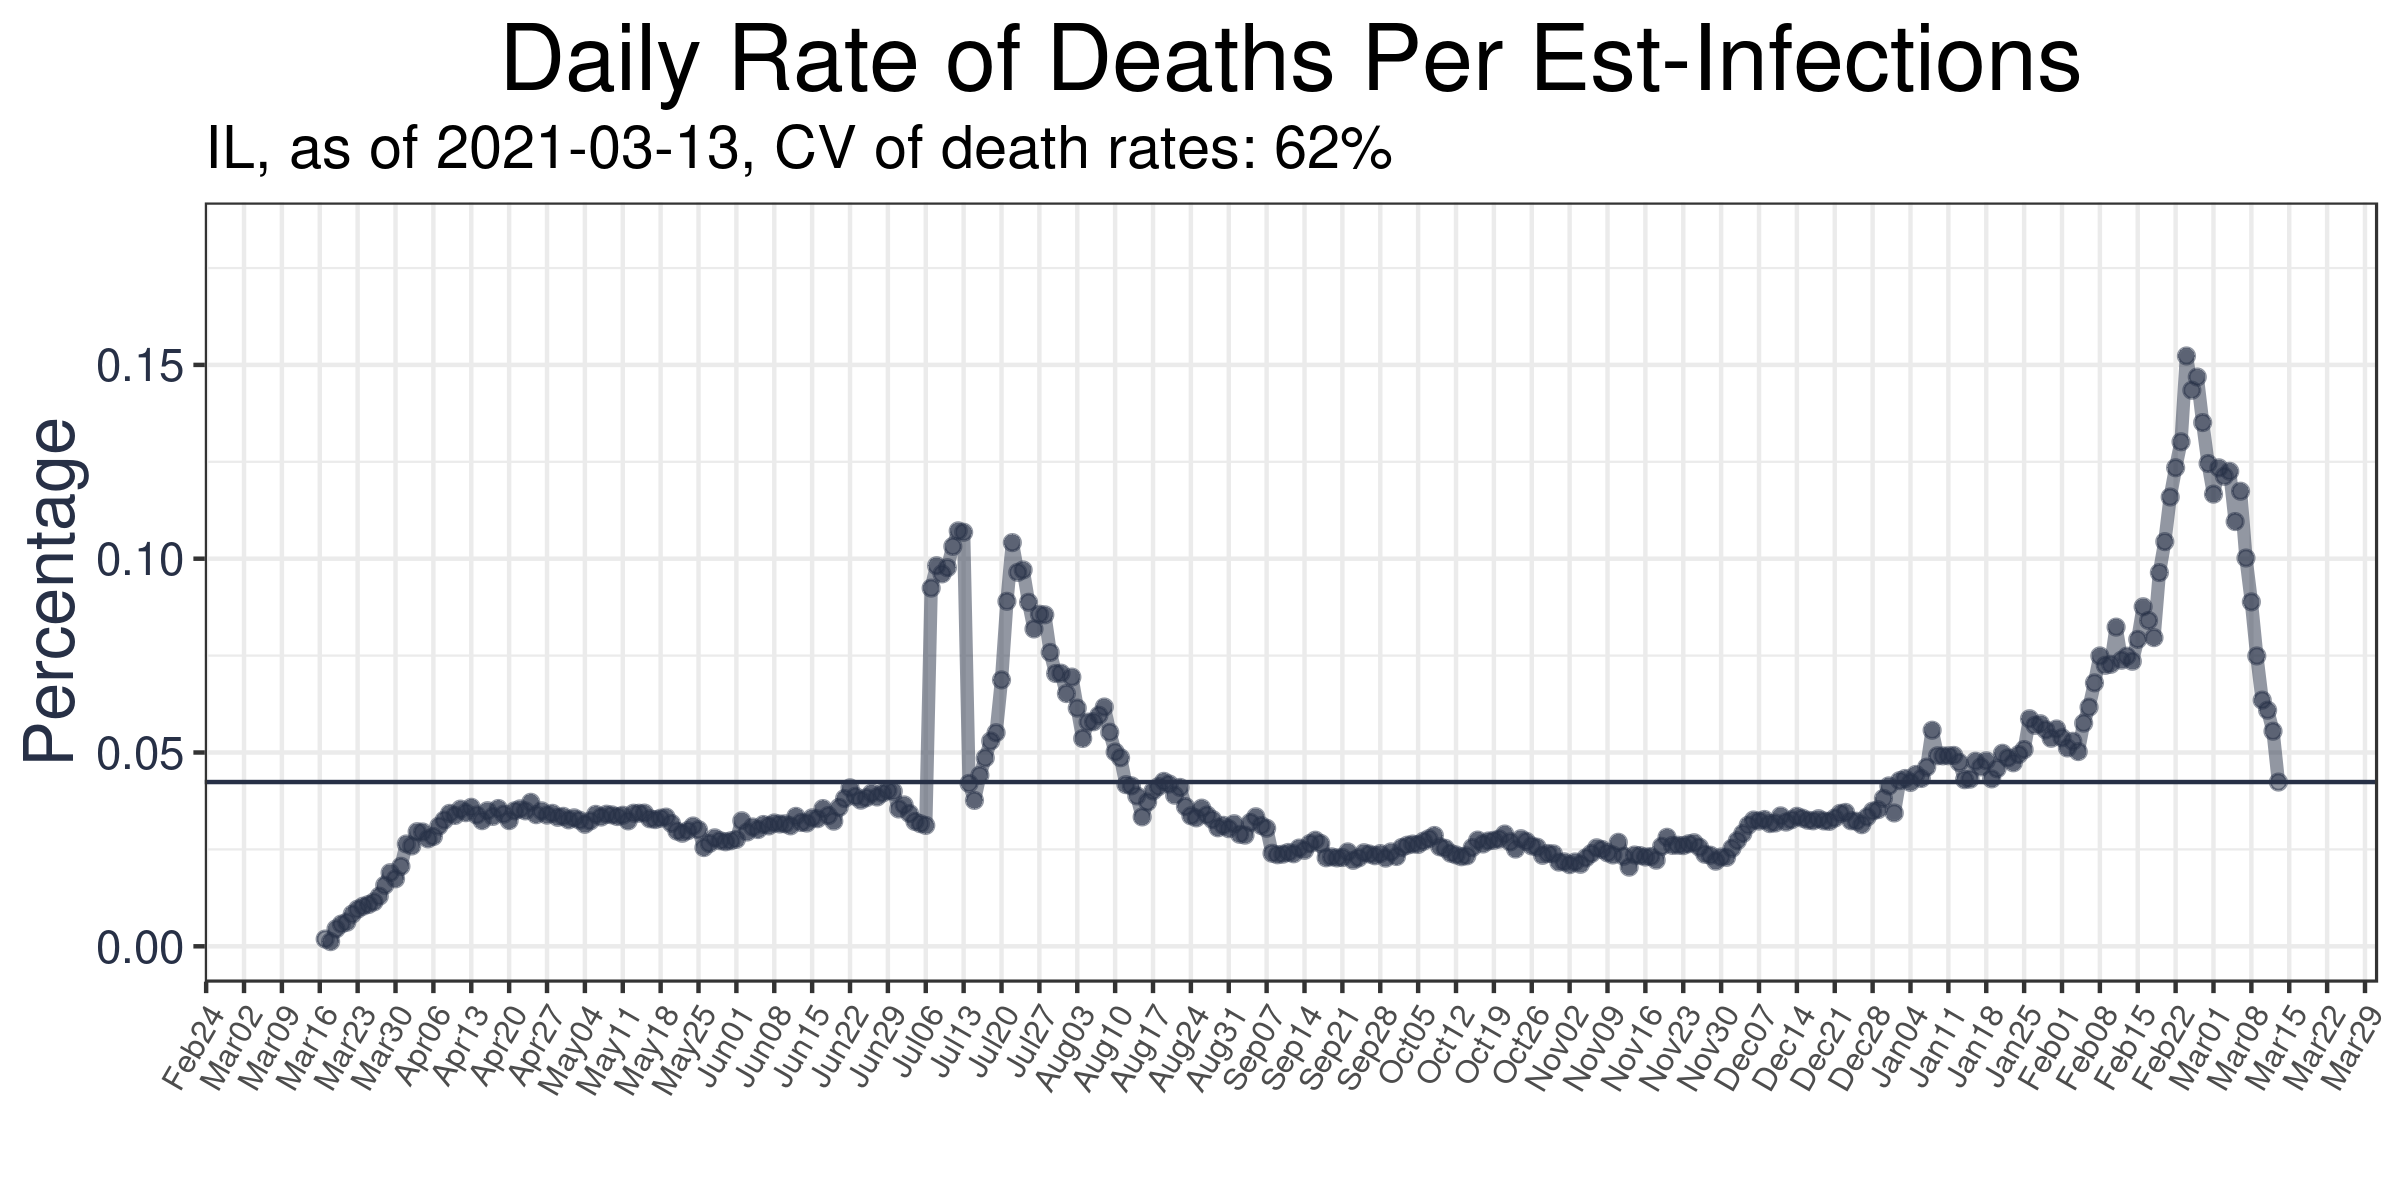 Daily Rate of Deaths Per Est-Infections
IL, as of 2021-03-13, CV of death rates: 62%
Percentage
0.15
0.10
0.05
0.00
Feb24
Mar02
Mar09
Mar16
Mar23
Mar30
Apr06
Apr13
Apr20
Apr27
May04
May11
May18
May25
Jun01
Jun08
Jun15
Jun22
Jun29
Jul06
Jul13
Jul20
Jul27
Aug03
Aug10
Aug17
Aug24
Aug31
Sep07
Sep14
Sep21
Sep28
Oct05
Oct12
Oct19
Oct26
Nov02
Nov09
Nov16
Nov23
Nov30
Dec07
Dec14
Dec21
Dec28
Jan04
Jan11
Jan18
Jan25
Feb01
Feb08
Feb15
Feb22
Mar01
Mar08
Mar15
Mar22
Mar29